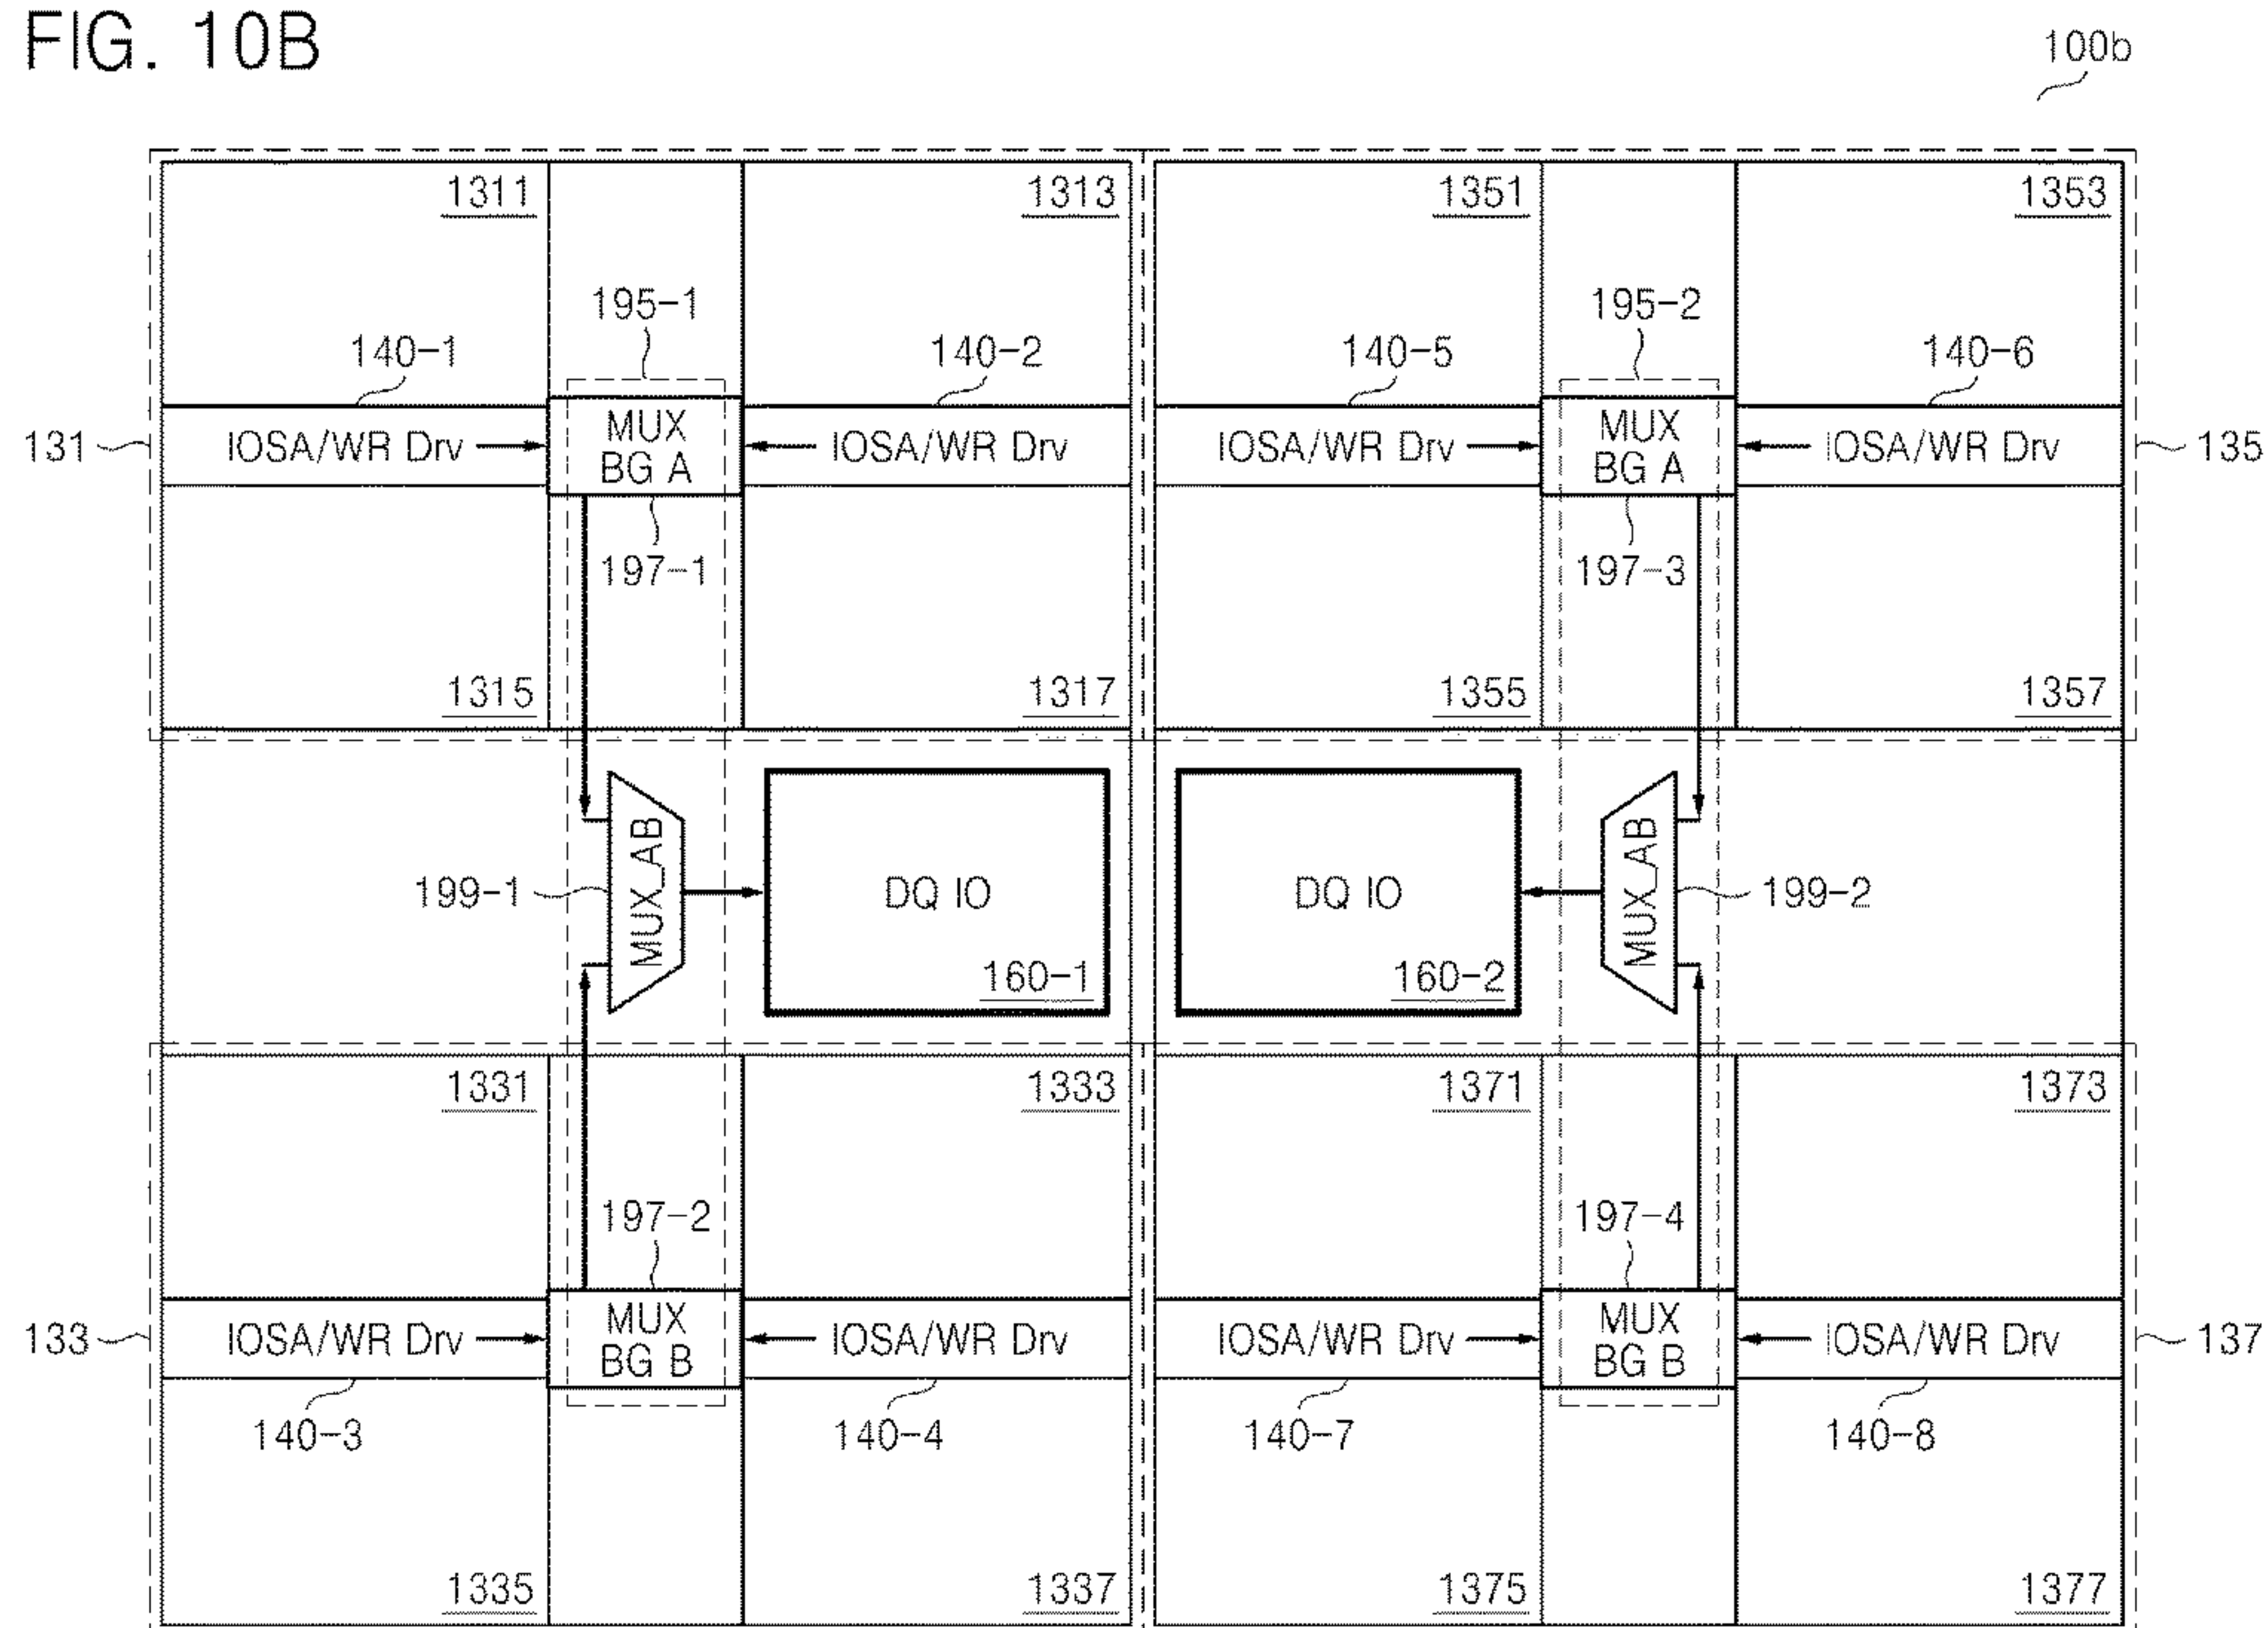 FIG. 10B
100b
1311
1313
1351
1353
195-1
195-2
140-1
140-2
140-5
140-6
131
IOSA/WR Drv
MUX
BG A
IOSA/WR Drv
IOSA/WR Drv
MUX
BG A
IOSA/WR Drv
135
197-1
197-3
1315
1317
1355
1357
199-1
MUX_AB
DQ IO
160-1
DQ IO
160-2
MUX_AB
199-2
1331
1333
1371
1373
197-2
197-4
133
IOSA/WR Drv
MUX
BG B
IOSA/WR Drv
IOSA/WR Drv
MUX
BG B
IOSA/WR Drv
137
140-3
140-4
140-7
140-8
1335
1337
1375
1377